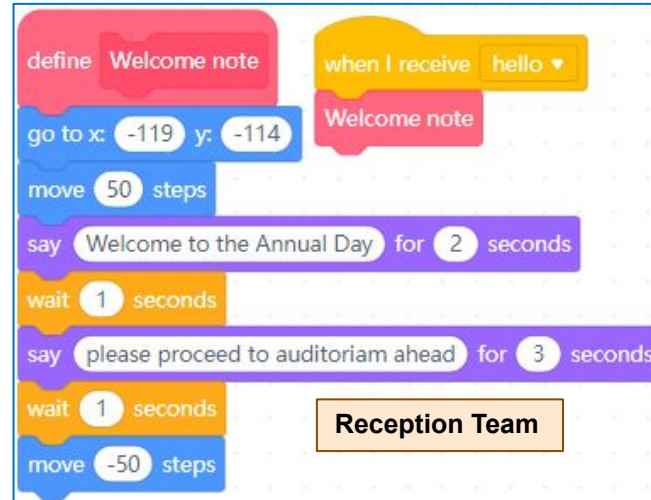 define Welcome note
go to x: -119 y: -114
move 50 steps
say Welcome to the Annual Day for 2 seconds
wait 1 seconds
say please proceed to auditoriam ahead for 3 seconds
wait 1 seconds
move -50 steps
when I receive hello
Welcome note
Reception Team